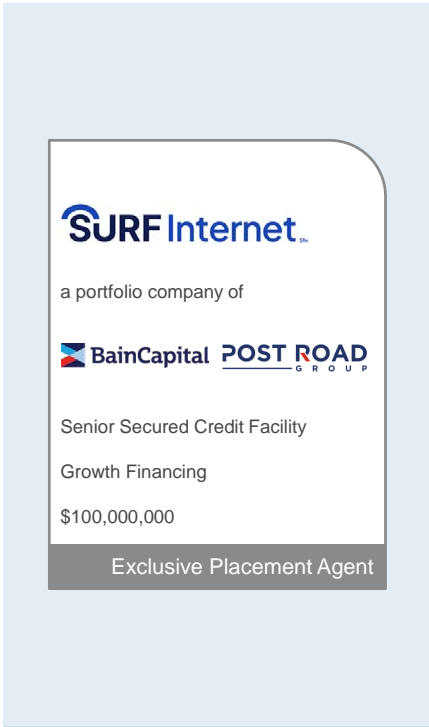 SURF Internet
a portfolio company of
BainCapital POST ROAD
GROUP
Senior Secured Credit Facility
Growth Financing
$100,000,000
Exclusive Placement Agent